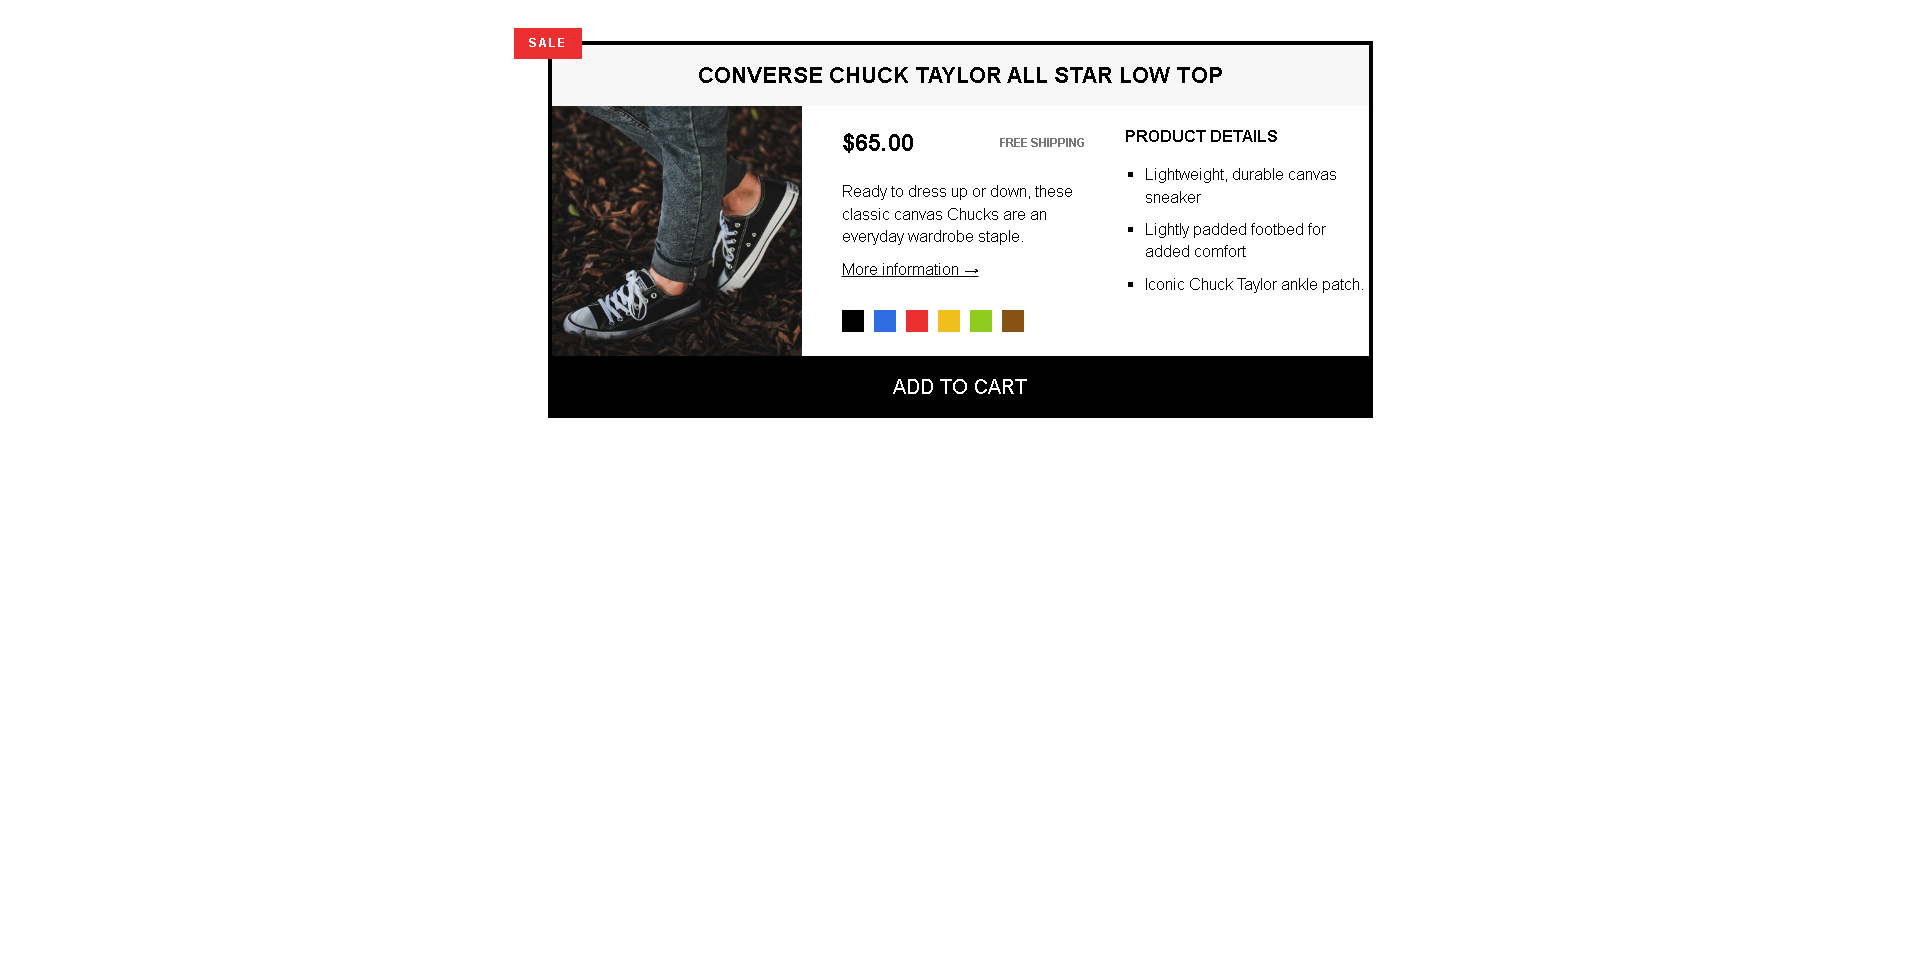 SALE
CONVERSE CHUCK TAYLOR ALL STAR LOW TOP
$65.00
FREE SHIPPING
Ready to dress up or down, these
classic canvas Chucks are an
everyday wardrobe staple.
More information →
PRODUCT DETAILS
Lightweight, durable canvas
sneaker
Lightly padded footbed for
added comfort
Iconic Chuck Taylor ankle patch.
ADD TO CART